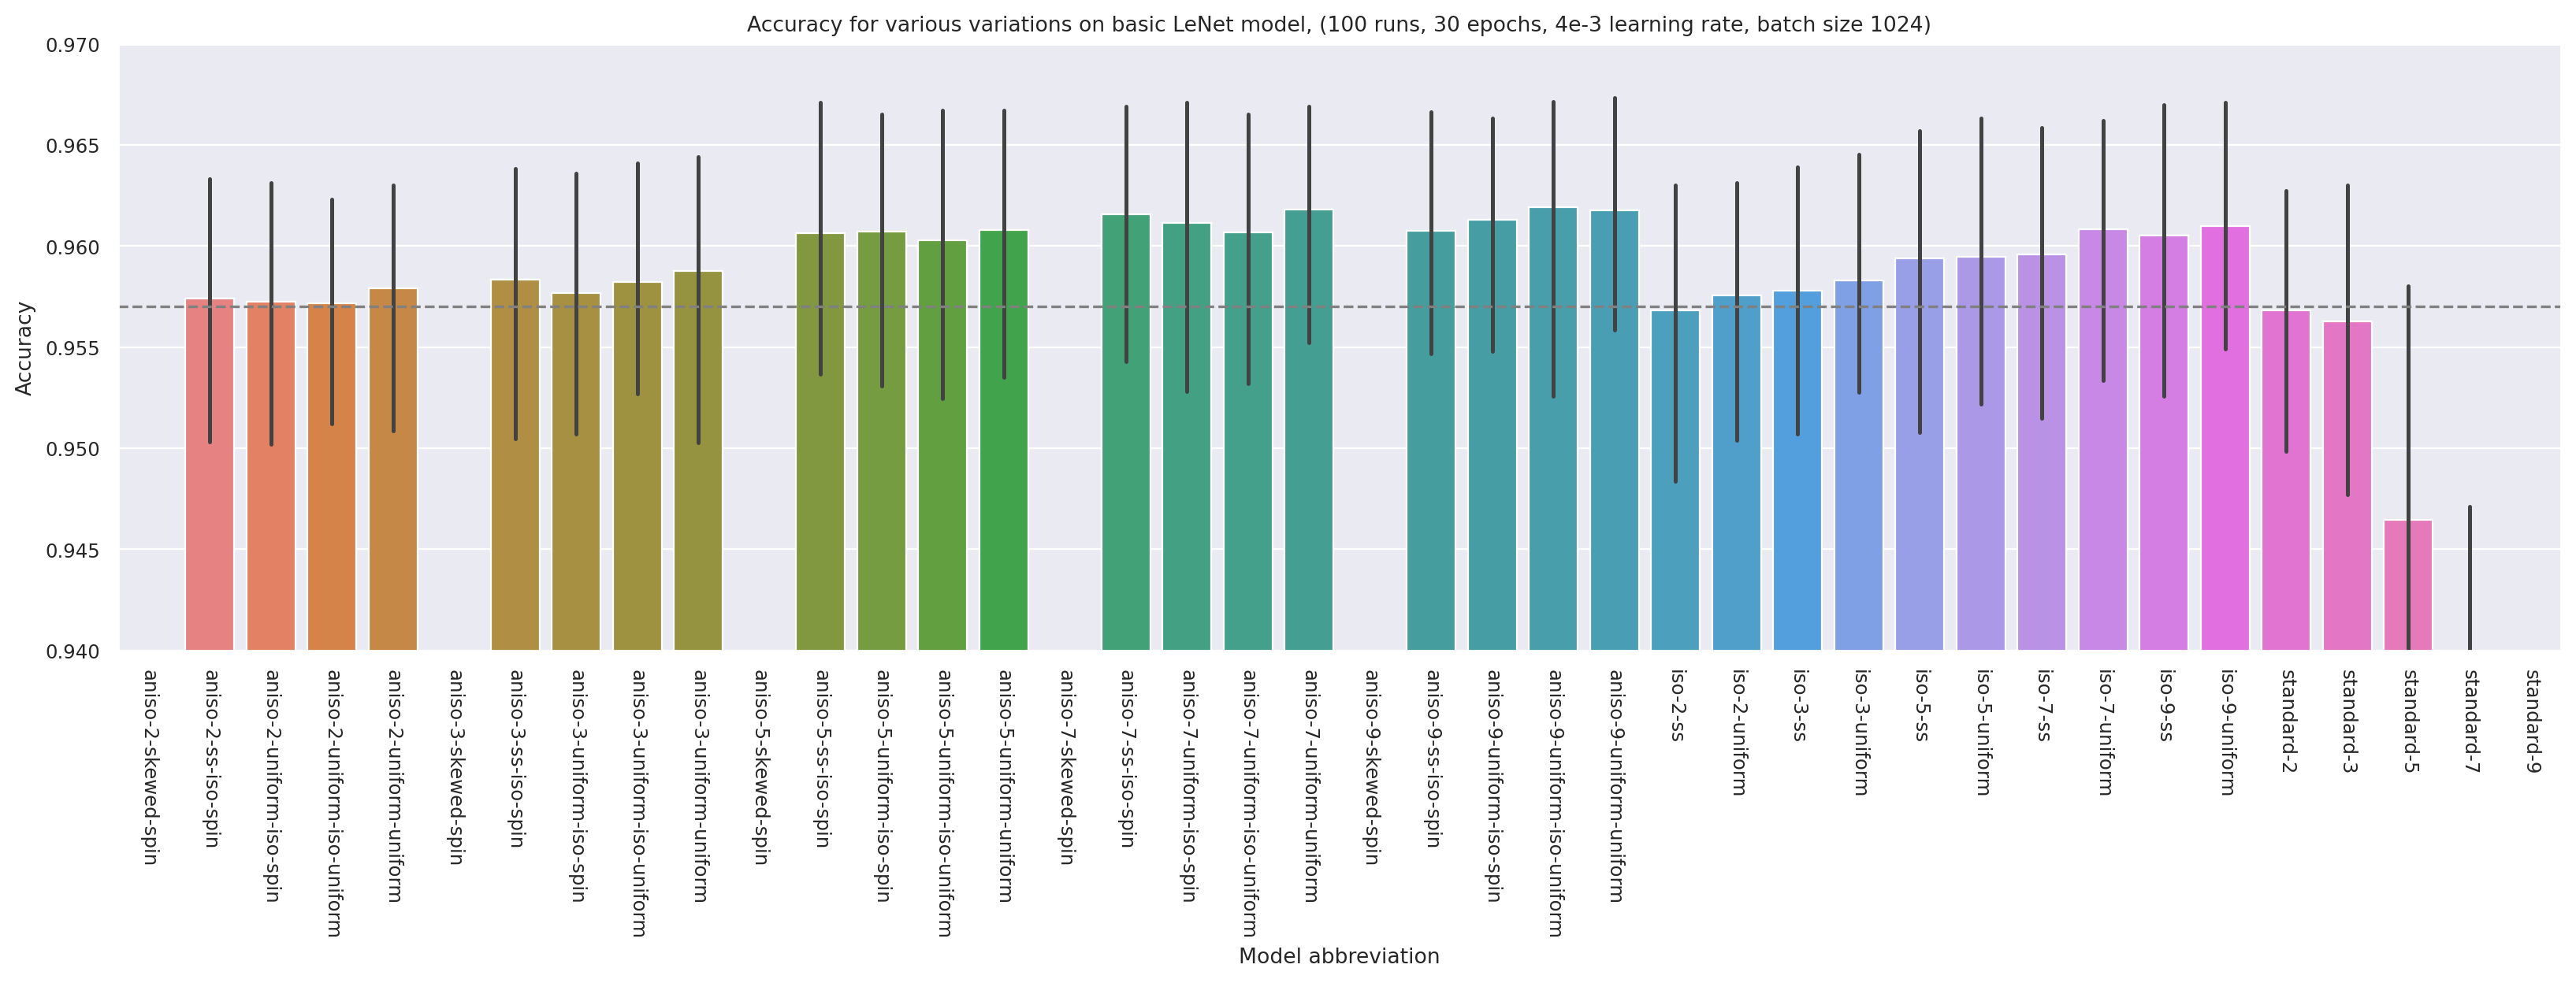 Accuracy for various variations on basic LeNet model, (100 runs, 30 epochs, 4e-3 learning rate, batch size 1024)
0.970
0.965
0.960
0.955
0.950
0.945
0.940
Accuracy
aniso-2-skewed-spin
aniso-2-ss-iso-spin
aniso-2-uniform-iso-spin
aniso-2-uniform-iso-uniform
aniso-2-uniform-uniform
aniso-3-skewed-spin
aniso-3-ss-iso-spin
aniso-3-uniform-iso-spin
aniso-3-uniform-iso-uniform
aniso-3-uniform-uniform
aniso-5-skewed-spin
aniso-5-ss-iso-spin
aniso-5-uniform-iso-spin
aniso-5-uniform-iso-uniform
aniso-5-uniform-uniform
aniso-7-skewed-spin
aniso-7-ss-iso-spin
aniso-7-uniform-iso-spin
aniso-7-uniform-iso-uniform
aniso-7-uniform-uniform
aniso-9-skewed-spin
aniso-9-ss-iso-spin
aniso-9-uniform-iso-spin
aniso-9-uniform-iso-uniform
aniso-9-uniform-uniform
iso-2-ss
iso-2-uniform
iso-3-ss
iso-3-uniform
iso-5-ss
iso-5-uniform
iso-7-ss
iso-7-uniform
iso-9-ss
iso-9-uniform
standard-2
standard-3
standard-5
standard-7
standard-9
Model abbreviation